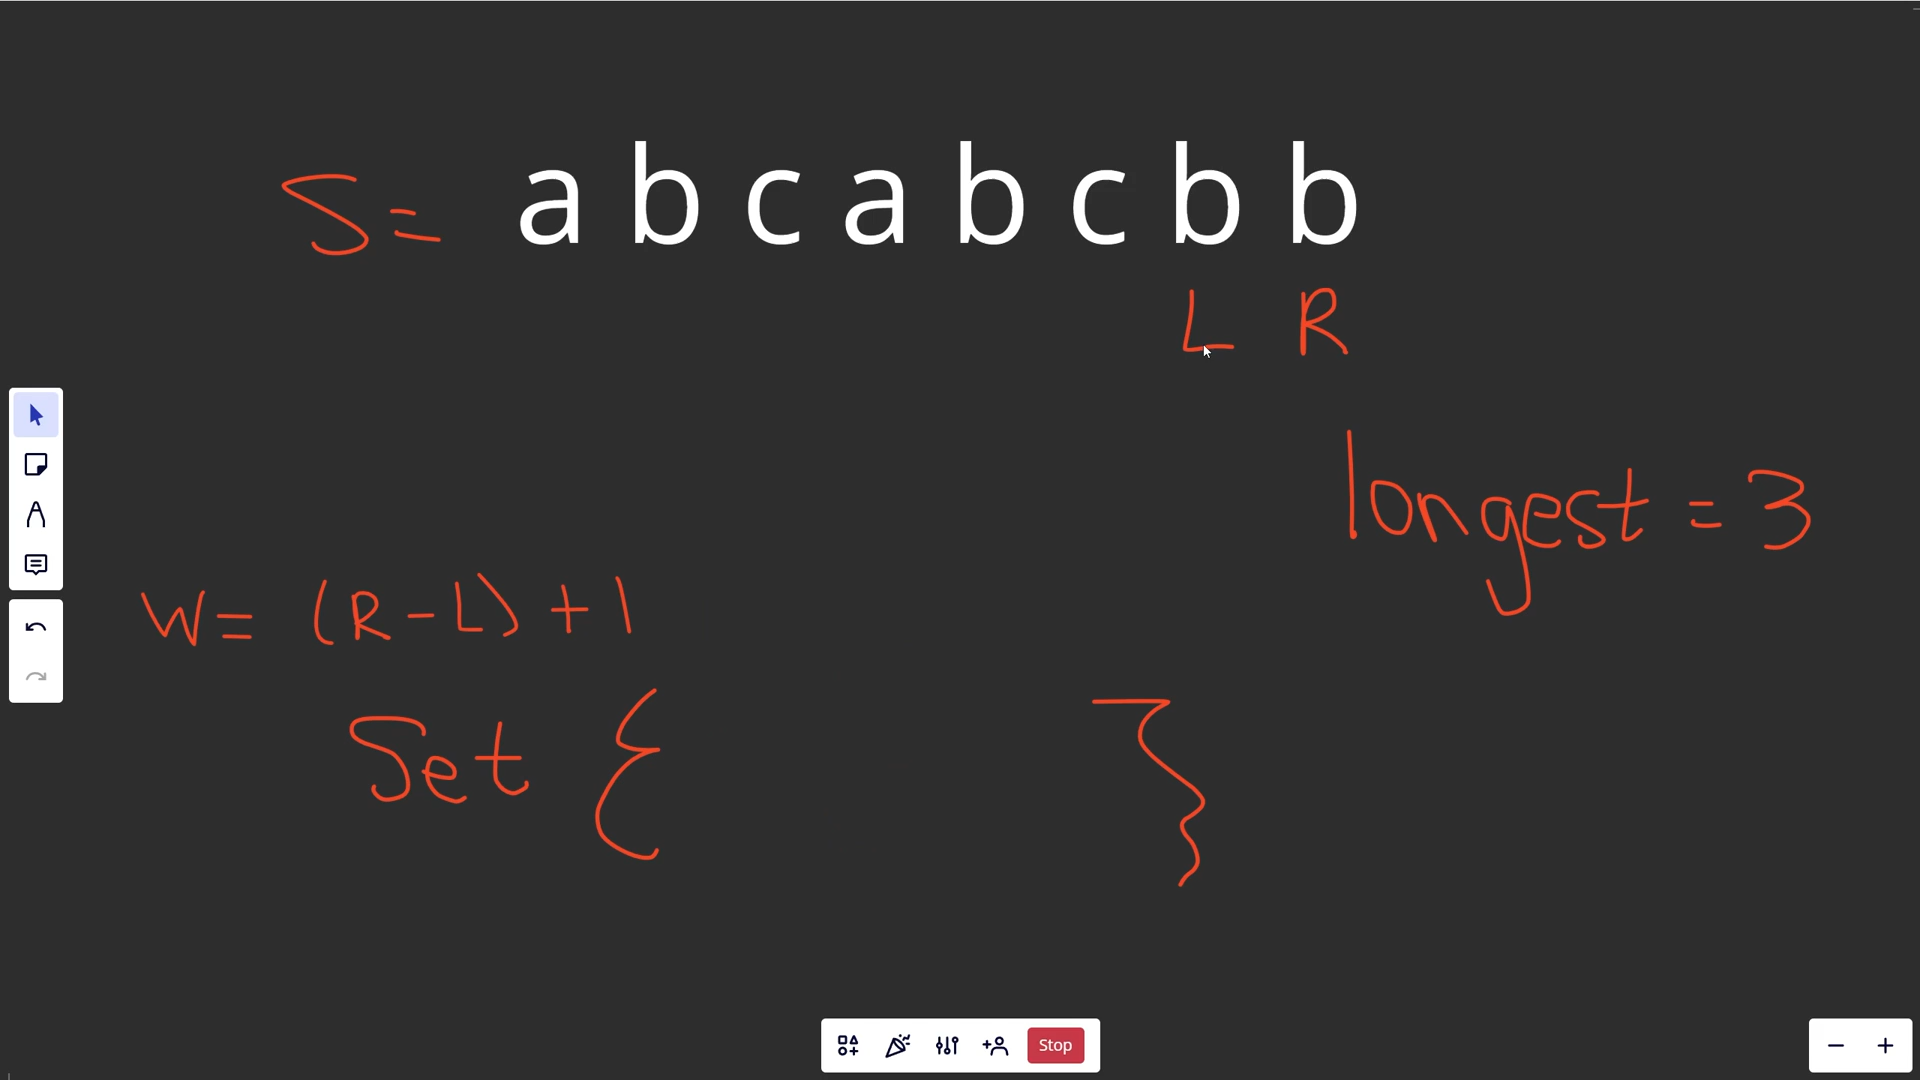 S= a b c a b c b b
L R
longest = 3
W= (R-L)+1
Set { }
Stop